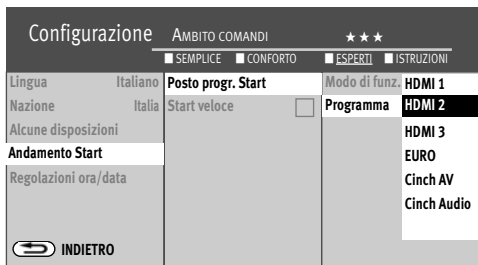 Configurazione AMBITO COMANDI ★★★
SEMPLICE CONFORTO ESPERTI ISTRUZIONI
Lingua Italiano Posto progr. Start Modo di funz. HDMI 1
Nazione Italia Start veloce Programma HDMI 2
Alcune disposizioni HDMI 3
Andamento Start EURO
Regolazioni ora/data Cinch AV
Cinch Audio
INDIETRO